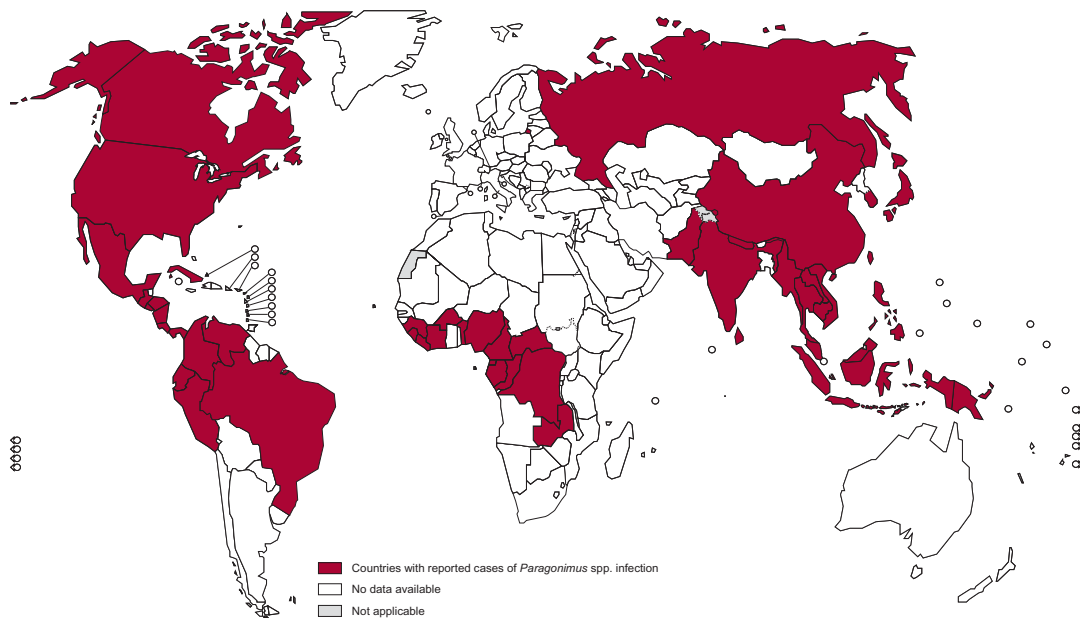 Countries with reported cases of Paragonimus spp. infection
No data available
Not applicable